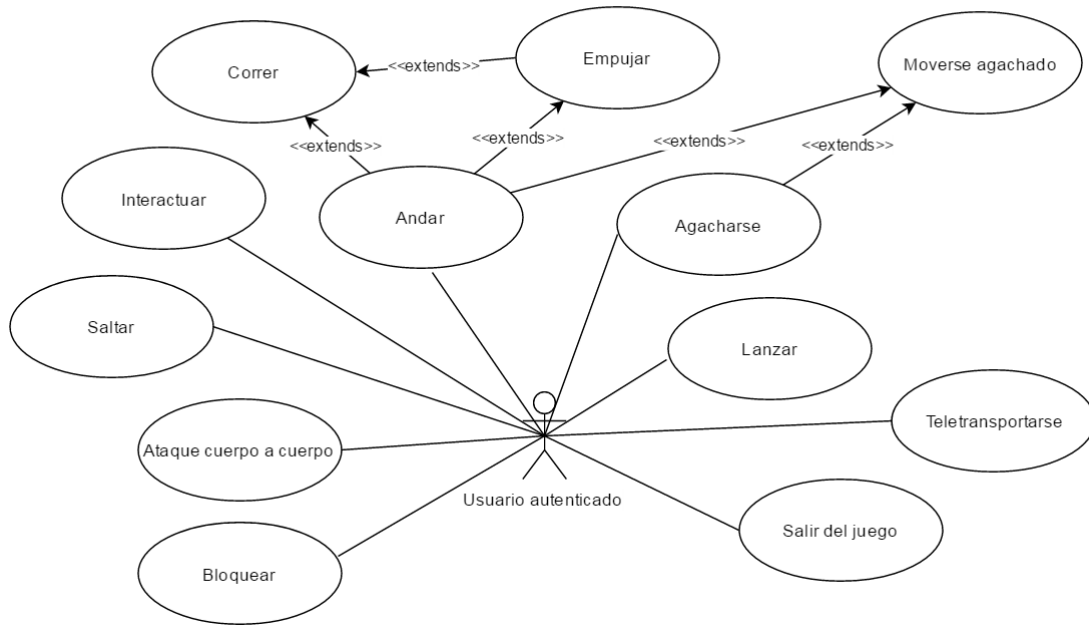 Correr
<<extends>>
Empujar
Moverse agachado
<<extends>>
<<extends>>
<<extends>>
<<extends>>
Interactuar
Andar
Agacharse
Saltar
Lanzar
Teletransportarse
Ataque cuerpo a cuerpo
Usuario autenticado
Salir del juego
Bloquear